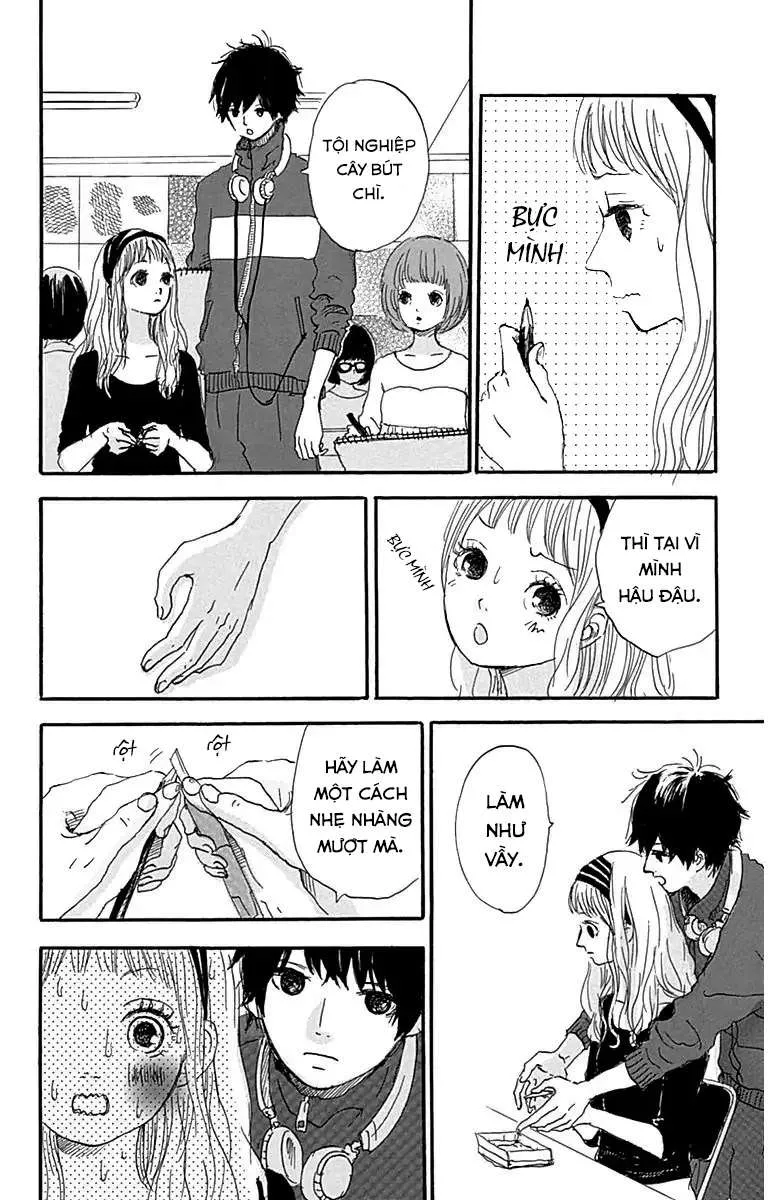 BỰC
MÌNH
TỘI NGHIỆP
CÂY BÚT
CHÌ.
THÌ TẠI VÌ
MÌNH
HẬU ĐẬU.
BỰC MÌNH
LÀM
NHƯ
VẦY.
HÃY LÀM
MỘT CÁCH
NHẸ NHÀNG
MƯỢT MÀ.
rột
rột